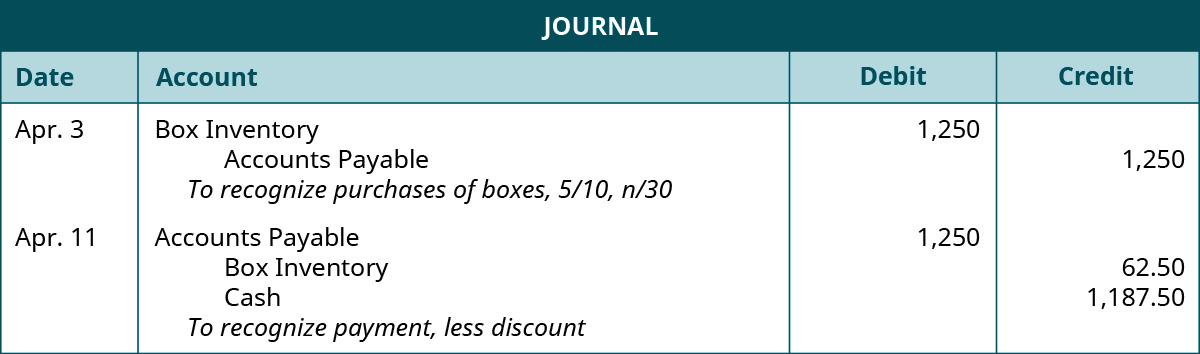 JOURNAL
Date Account Debit Credit
Apr. 3 Box Inventory 1,250
Accounts Payable 1,250
To recognize purchases of boxes, 5/10, n/30
Apr. 11 Accounts Payable 1,250
Box Inventory 62.50
Cash 1,187.50
To recognize payment, less discount